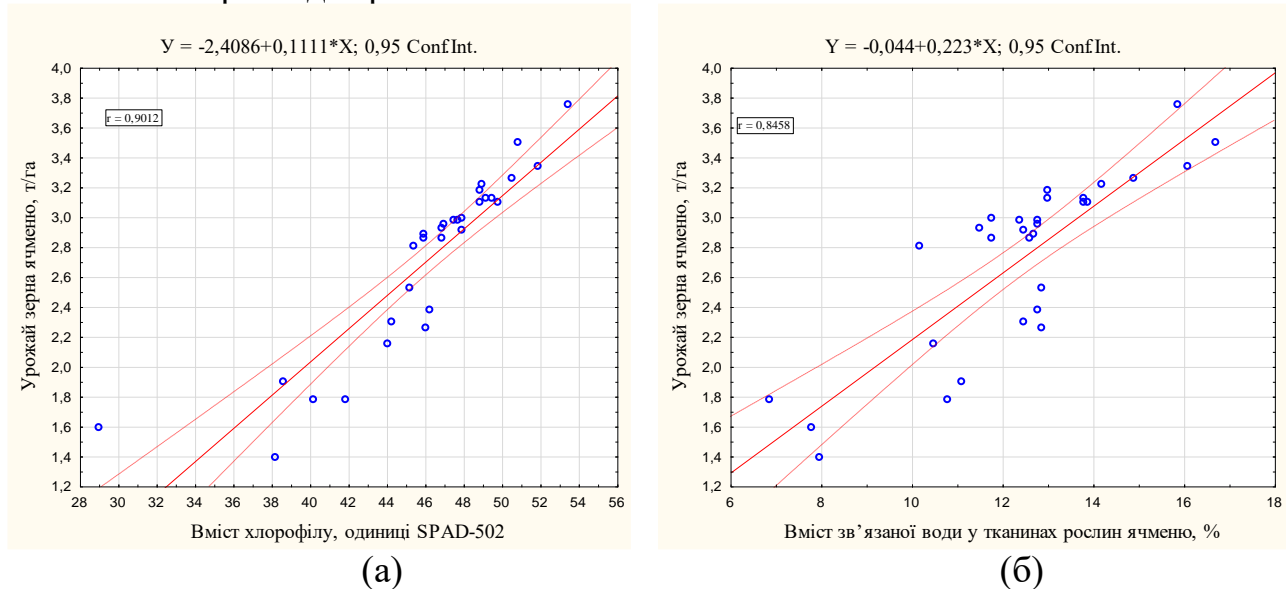 У = -2,4086+0,1111*X; 0,95 Conf.Int.
r = 0,9012
4,0
3,8
3,6
3,4
3,2
3,0
2,8
2,6
2,4
2,2
2,0
1,8
1,6
1,4
1,2
Урожай зерна ячменю, т/га
28 30 32 34 36 38 40 42 44 46 48 50 52 54 56
Вміст хлорофілу, одиниці SPAD-502
(а)
Y = -0,044+0,223*X; 0,95 Conf.Int.
r = 0,8458
4,0
3,8
3,6
3,4
3,2
3,0
2,8
2,6
2,4
2,2
2,0
1,8
1,6
1,4
1,2
Урожай зерна ячменю, т/га
6 8 10 12 14 16 18
Вміст зв’язаної води у тканинах рослин ячменю, %
(б)